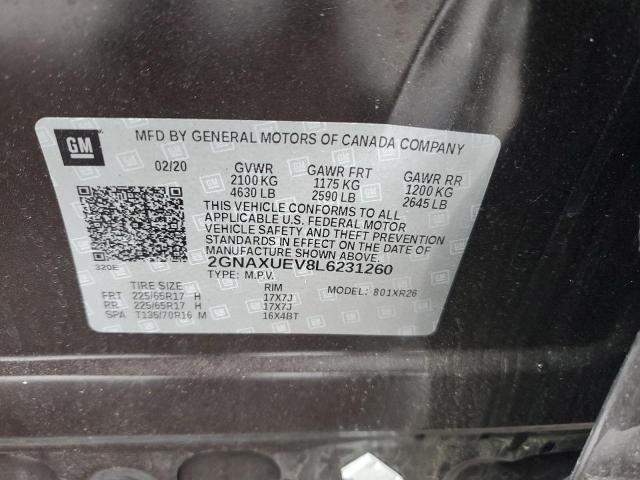 GM
MFD BY GENERAL MOTORS OF CANADA COMPANY
02/20 GVWR GAWR FRT GAWR RR
2100 KG 1175 KG 1200 KG
4630 LB 2590 LB 2645 LB
THIS VEHICLE CONFORMS TO ALL
APPLICABLE U.S. FEDERAL MOTOR
VEHICLE SAFETY AND THEFT PREVENTION
STANDARDS IN EFFECT ON THE DATE OF
MANUFACTURE SHOWN ABOVE.
320E 2GNAXUEV8L6231260
TYPE: M.P.V.
TIRE SIZE RIM MODEL: 801XR26
FRT 225/65R17 H 17X7J
RR 225/65R17 H 17X7J
SPA T135/70R16 M 16X4BT